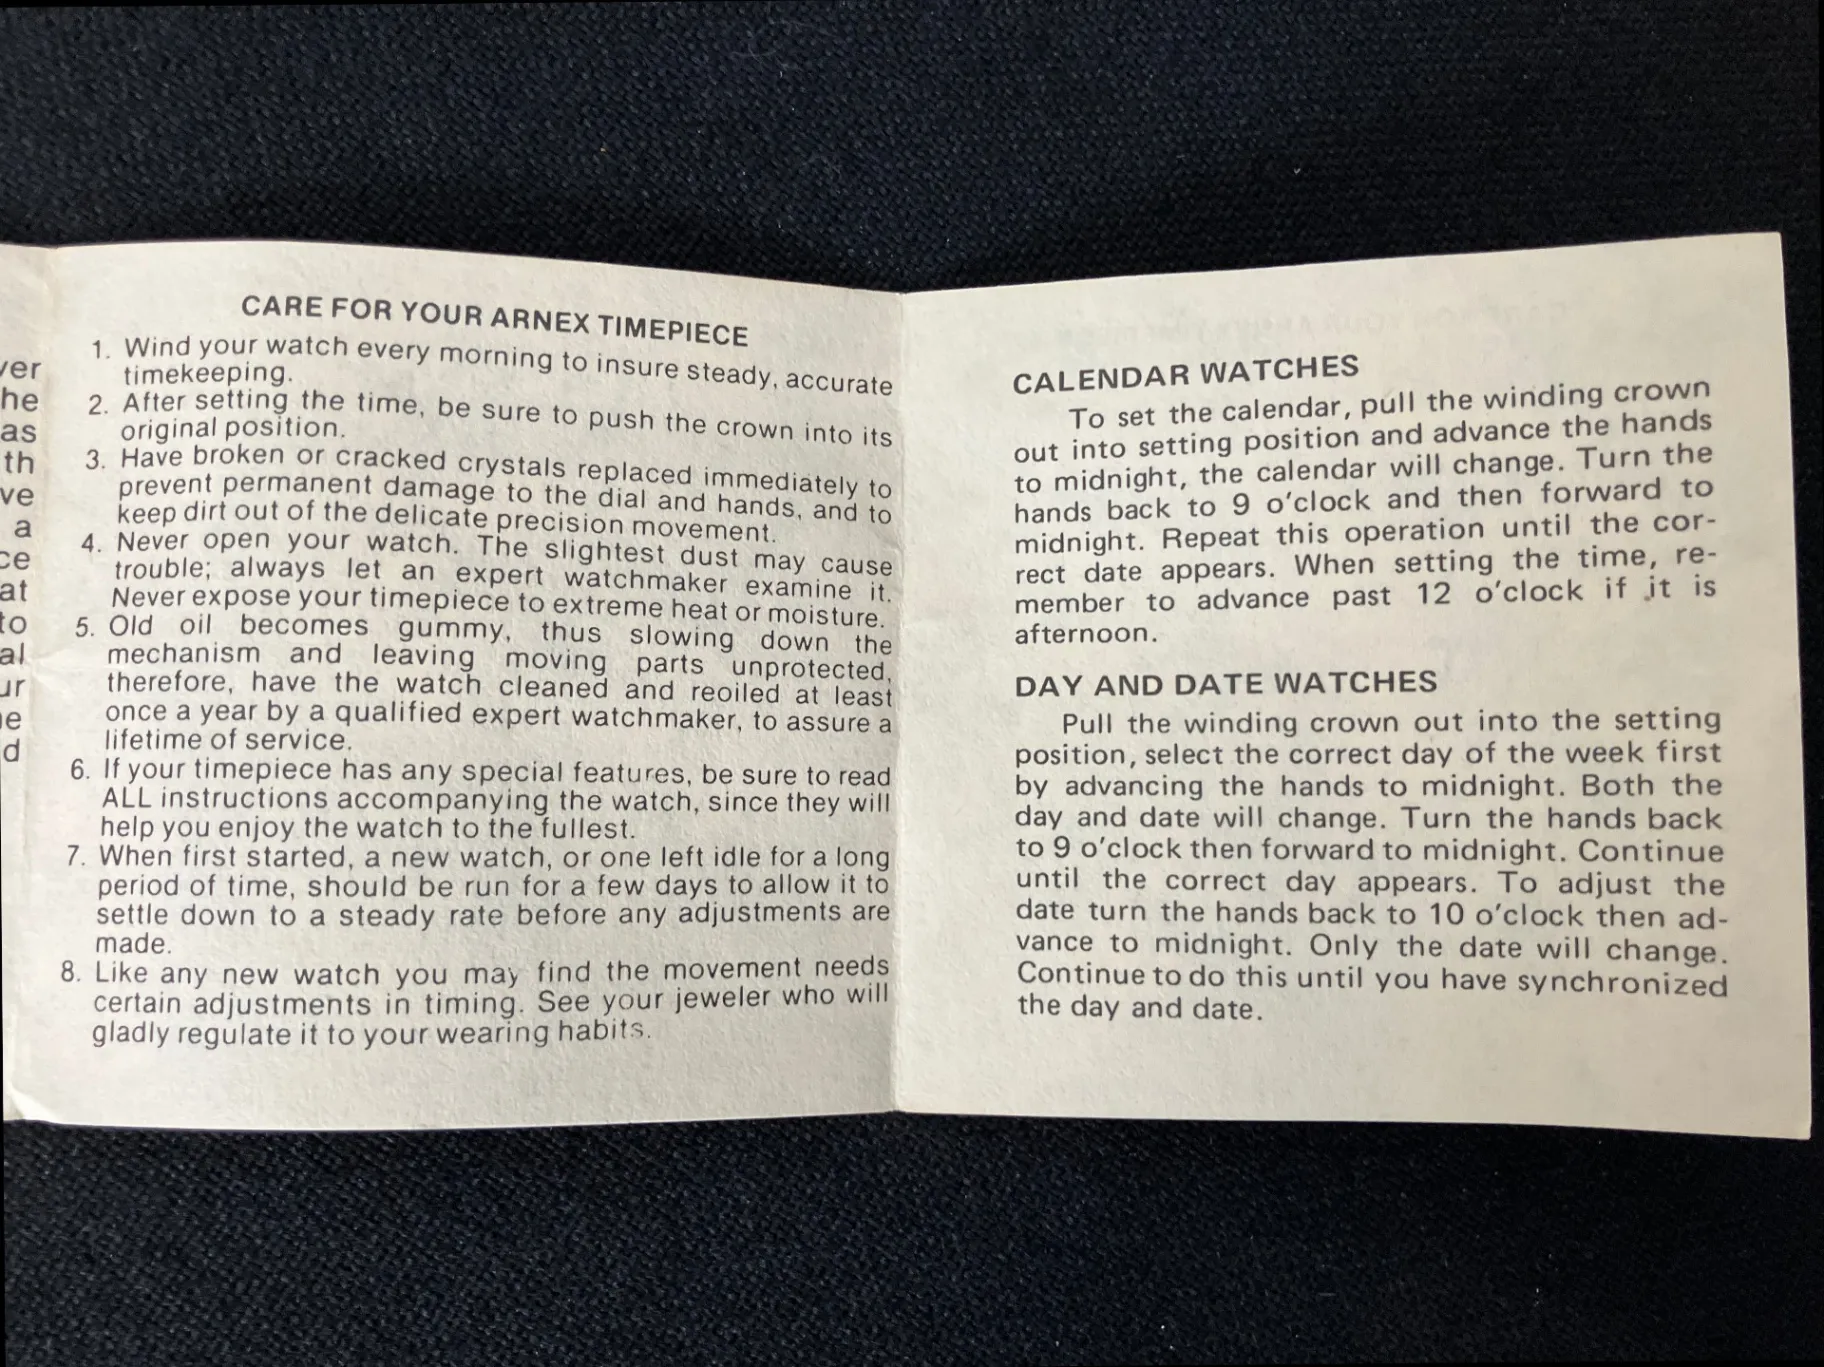 ver
he
as
th
ve
a
ce
at
to
al
ur
ne
d
CARE FOR YOUR ARNEX TIMEPIECE
1. Wind your watch every morning to insure steady, accurate
timekeeping.
2. After setting the time, be sure to push the crown into its
original position.
3. Have broken or cracked crystals replaced immediately to
prevent permanent damage to the dial and hands, and to
keep dirt out of the delicate precision movement.
4. Never open your watch. The slightest dust may cause
trouble; always let an expert watchmaker examine it.
Never expose your timepiece to extreme heat or moisture.
5. Old oil becomes gummy, thus slowing down the
mechanism and leaving moving parts unprotected,
therefore, have the watch cleaned and reoiled at least
once a year by a qualified expert watchmaker, to assure a
lifetime of service.
6. If your timepiece has any special features, be sure to read
ALL instructions accompanying the watch, since they will
help you enjoy the watch to the fullest.
7. When first started, a new watch, or one left idle for a long
period of time, should be run for a few days to allow it to
settle down to a steady rate before any adjustments are
made.
8. Like any new watch you may find the movement needs
certain adjustments in timing. See your jeweler who will
gladly regulate it to your wearing habits.
CALENDAR WATCHES
To set the calendar, pull the winding crown
out into setting position and advance the hands
to midnight, the calendar will change. Turn the
hands back to 9 o'clock and then forward to
midnight. Repeat this operation until the cor-
rect date appears. When setting the time, re-
member to advance past 12 o'clock if it is
afternoon.
DAY AND DATE WATCHES
Pull the winding crown out into the setting
position, select the correct day of the week first
by advancing the hands to midnight. Both the
day and date will change. Turn the hands back
to 9 o'clock then forward to midnight. Continue
until the correct day appears. To adjust the
date turn the hands back to 10 o'clock then ad-
vance to midnight. Only the date will change.
Continue to do this until you have synchronized
the day and date.